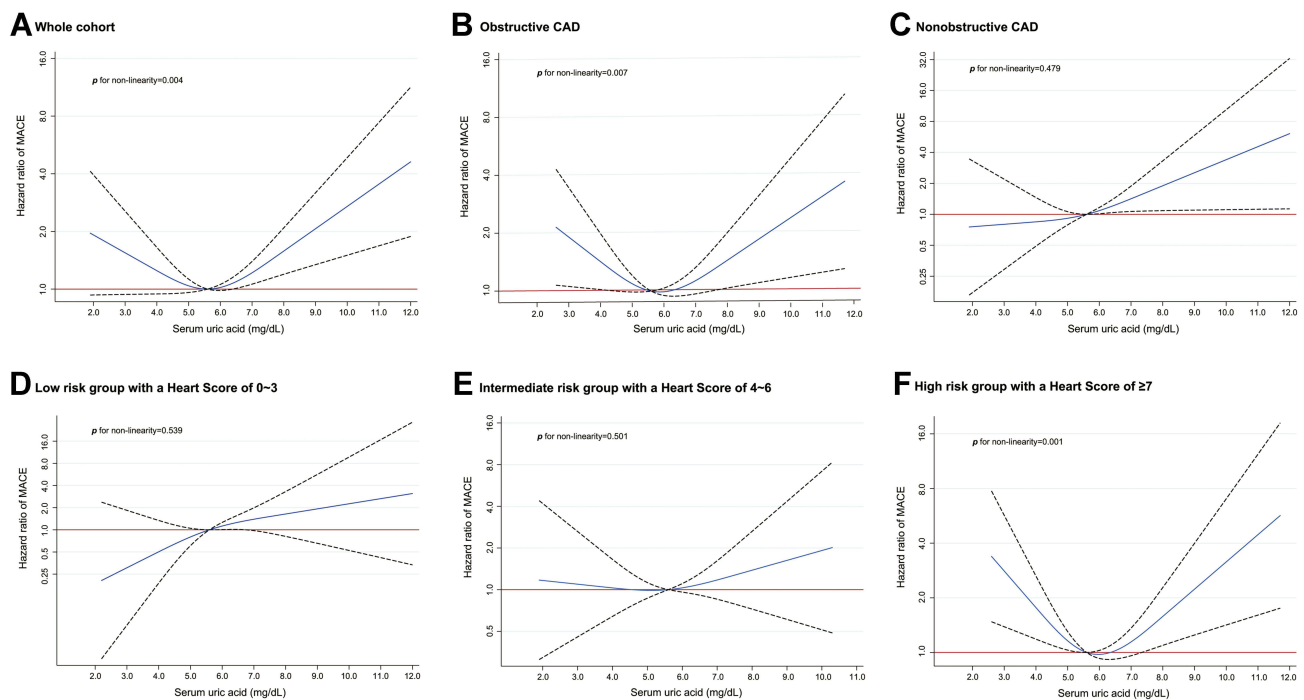 A Whole cohort
p for non-linearity=0.004
Hazard ratio of MACE
16.0
8.0
4.0
2.0
1.0
2.0 3.0 4.0 5.0 6.0 7.0 8.0 9.0 10.0 11.0 12.0
Serum uric acid (mg/dL)
B Obstructive CAD
p for non-linearity=0.007
Hazard ratio of MACE
16.0
8.0
4.0
2.0
1.0
2.0 3.0 4.0 5.0 6.0 7.0 8.0 9.0 10.0 11.0 12.0
Serum uric acid (mg/dL)
C Nonobstructive CAD
p for non-linearity=0.479
Hazard ratio of MACE
32.0
16.0
8.0
4.0
2.0
1.0
0.5
0.25
2.0 3.0 4.0 5.0 6.0 7.0 8.0 9.0 10.0 11.0 12.0
Serum uric acid (mg/dL)
D Low risk group with a Heart Score of 0~3
p for non-linearity=0.539
Hazard ratio of MACE
16.0
8.0
4.0
2.0
1.0
0.5
0.25
2.0 3.0 4.0 5.0 6.0 7.0 8.0 9.0 10.0 11.0 12.0
Serum uric acid (mg/dL)
E Intermediate risk group with a Heart Score of 4~6
p for non-linearity=0.501
Hazard ratio of MACE
16.0
8.0
4.0
2.0
1.0
0.5
2.0 3.0 4.0 5.0 6.0 7.0 8.0 9.0 10.0 11.0
Serum uric acid (mg/dL)
F High risk group with a Heart Score of ≥7
p for non-linearity=0.001
Hazard ratio of MACE
16.0
8.0
4.0
2.0
1.0
2.0 3.0 4.0 5.0 6.0 7.0 8.0 9.0 10.0 11.0 12.0
Serum uric acid (mg/dL)